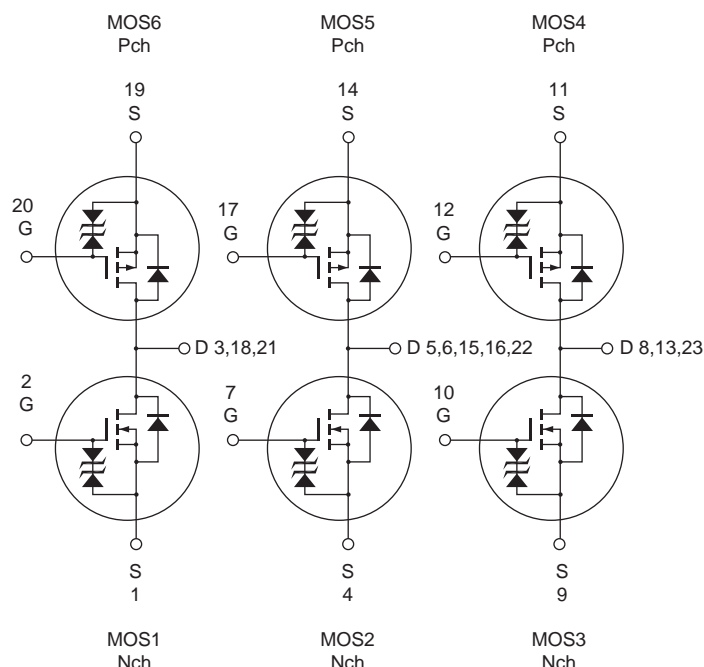 MOS6 MOS5 MOS4
Pch Pch Pch
19 14 11
S S S
20 17 12
G G G
D 3,18,21 D 5,6,15,16,22 D 8,13,23
2 7 10
G G G
S S S
1 4 9
MOS1 MOS2 MOS3
Nch Nch Nch